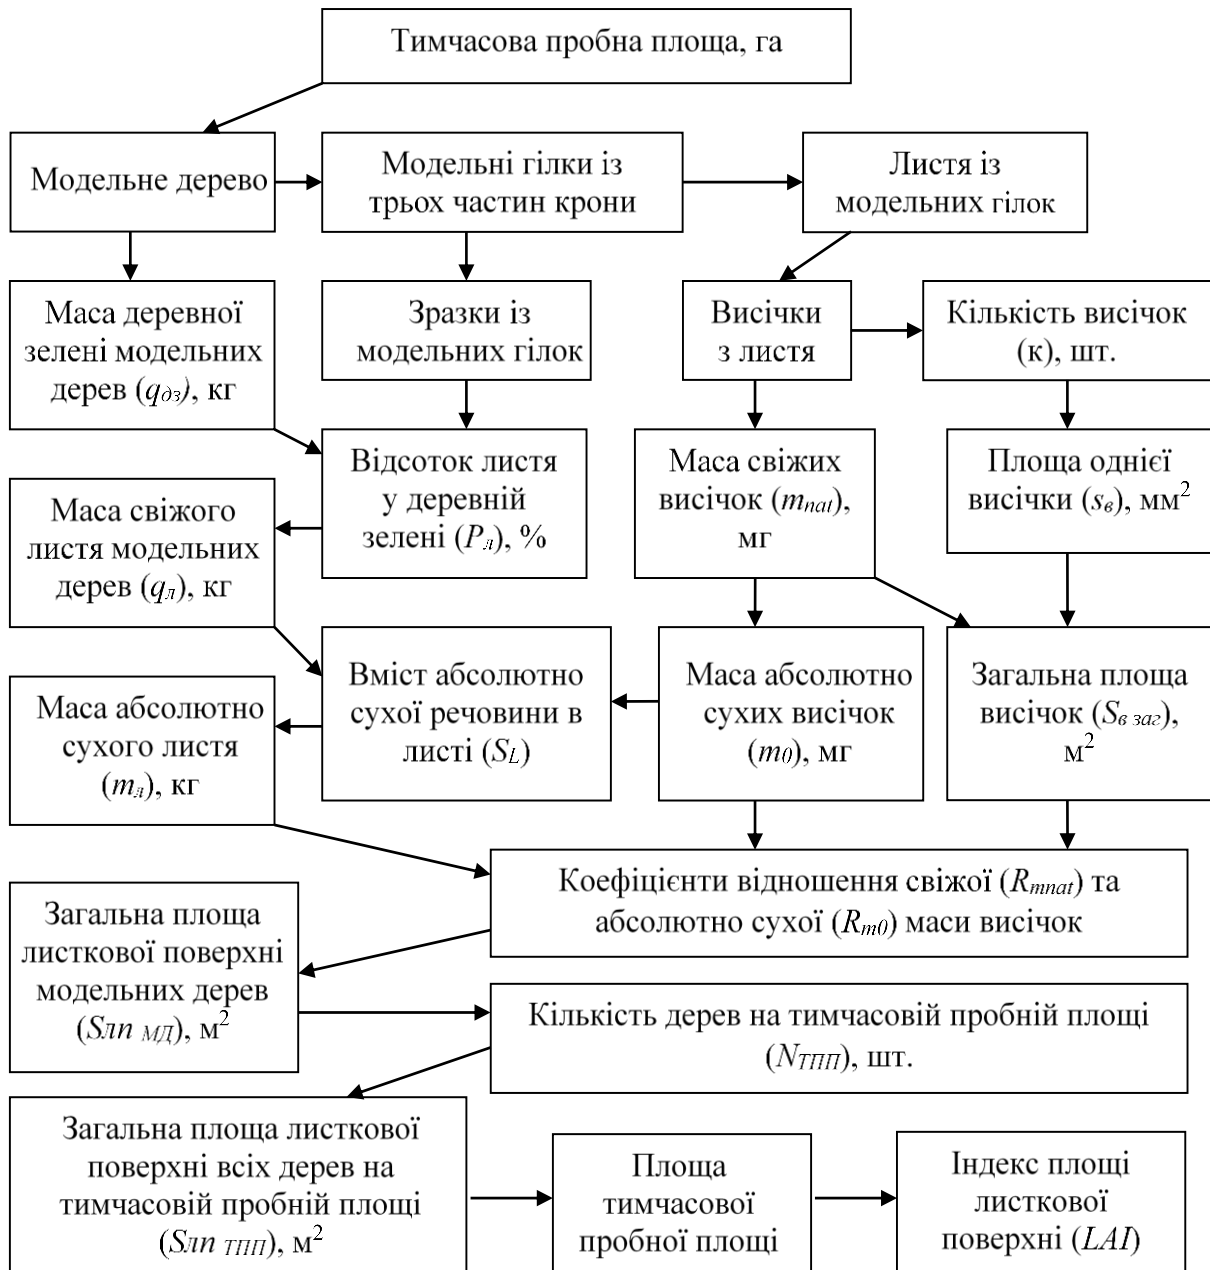 Тимчасова пробна площа, га
Модельне дерево
Модельні гілки із
трьох частин крони
Листя із
модельних гілок
Маса деревної
зелені модельних
дерев (qдз), кг
Зразки із
модельних гілок
Висічки
з листя
Кількість висічок
(к), шт.
Відсоток листя
у деревній
зелені (Pл), %
Маса свіжих
висічок (mnat),
мг
Площа однієї
висічки (sв), мм²
Маса свіжого
листя модельних
дерев (qл), кг
Вміст абсолютно
сухої речовини в
листі (SL)
Маса абсолютно
сухих висічок
(m0), мг
Загальна площа
висічок (Sв заг),
м²
Маса абсолютно
сухого листя
(mл), кг
Коефіцієнти відношення свіжої (Rmnat) та
абсолютно сухої (Rm0) маси висічок
Загальна площа
листкової поверхні
модельних дерев
(Sлп МД), м²
Кількість дерев на тимчасовій пробній площі
(NТПП), шт.
Загальна площа листкової
поверхні всіх дерев на
тимчасовій пробній площі
(Sлп ТПП), м²
Площа
тимчасової
пробної площі
Індекс площі
листкової
поверхні (LAI)